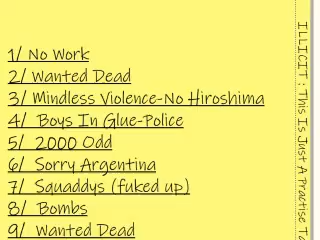 1/ No Work
2/ Wanted Dead
3/ Mindless Violence-No Hiroshima
4/ Boys In Glue-Police
5/ 2000 Odd
6/ Sorry Argentina
7/ Squaddys (fuked up)
8/ Bombs
9/ Wanted Dead
ILLICIT : This Is Just A Practise